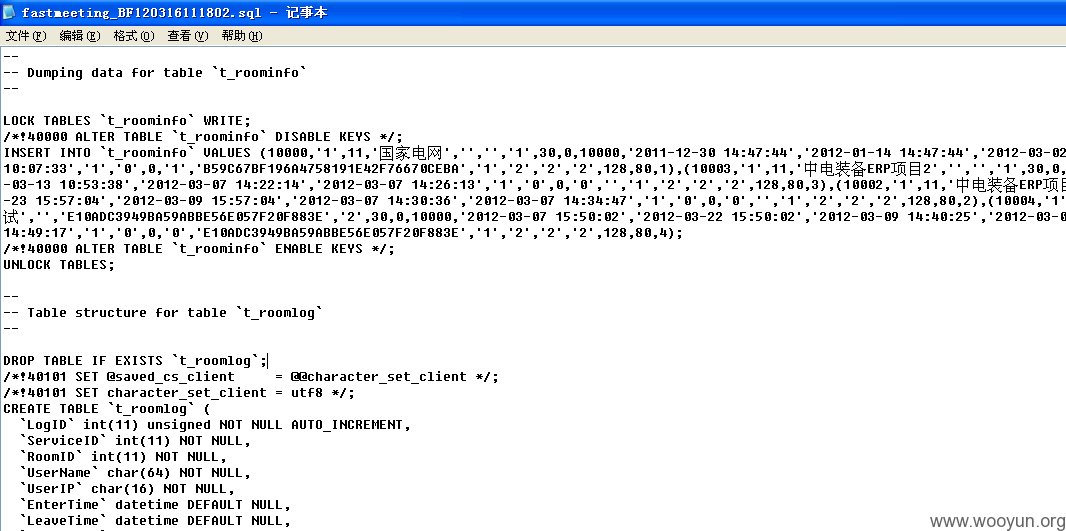 fastmeeting_BF120316111802.sql - 记事本
文件(F) 编辑(E) 格式(O) 查看(V) 帮助(H)
--
-- Dumping data for table `t_roominfo`
--
LOCK TABLES `t_roominfo` WRITE;
/*!40000 ALTER TABLE `t_roominfo` DISABLE KEYS */;
INSERT INTO `t_roominfo` VALUES (10000,'1',11,'国家电网','','','1',30,0,10000,'2011-12-30 14:47:44','2012-01-14 14:47:44','2012-03-02
10:07:33','1','0',0,'1','B59C67BF196A4758191E42F76670CEBA','1','2','2','2',128,80,1),(10003,'1',11,'中电装备ERP项目2','','','1',30,0,
-03-13 10:53:38','2012-03-07 14:22:14','2012-03-07 14:26:13','1','0',0,'0','','1','2','2','2',128,80,3),(10002,'1',11,'中电装备ERP项目
-23 15:57:04','2012-03-09 15:57:04','2012-03-07 14:30:36','2012-03-07 14:34:47','1','0',0,'0','','1','2','2','2',128,80,2),(10004,'1'
试','','E10ADC3949BA59ABBE56E057F20F883E','2',30,0,10000,'2012-03-07 15:50:02','2012-03-22 15:50:02','2012-03-09 14:40:25','2012-03-0
14:49:17','1','0',0,'0','E10ADC3949BA59ABBE56E057F20F883E','1','2','2','2',128,80,4);
/*!40000 ALTER TABLE `t_roominfo` ENABLE KEYS */;
UNLOCK TABLES;
--
-- Table structure for table `t_roomlog`
--
DROP TABLE IF EXISTS `t_roomlog`;
/*!40101 SET @saved_cs_client     = @@character_set_client */;
/*!40101 SET character_set_client = utf8 */;
CREATE TABLE `t_roomlog` (
`LogID` int(11) unsigned NOT NULL AUTO_INCREMENT,
`ServiceID` int(11) NOT NULL,
`RoomID` int(11) NOT NULL,
`UserName` char(64) NOT NULL,
`UserIP` char(16) NOT NULL,
`EnterTime` datetime DEFAULT NULL,
`LeaveTime` datetime DEFAULT NULL,
www.wooyun.org